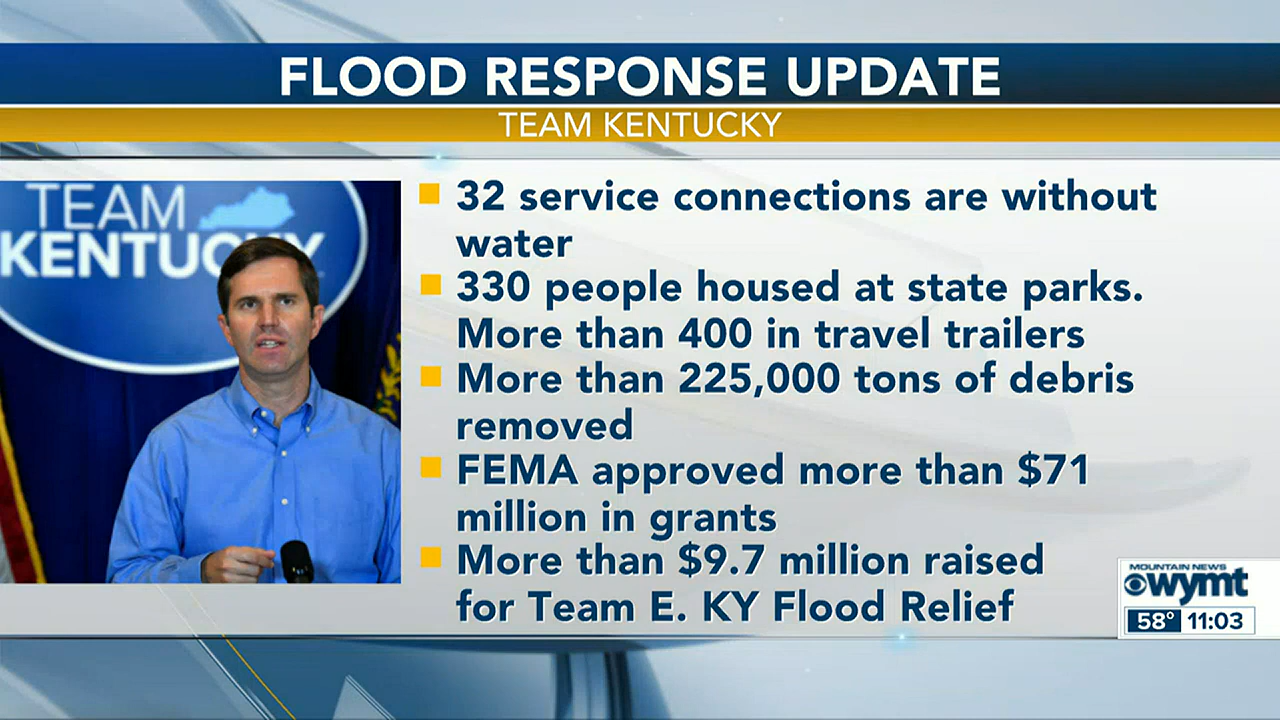 FLOOD RESPONSE UPDATE
TEAM KENTUCKY
TEAM
KENTUCKY
32 service connections are without
water
330 people housed at state parks.
More than 400 in travel trailers
More than 225,000 tons of debris
removed
FEMA approved more than $71
million in grants
More than $9.7 million raised
for Team E. KY Flood Relief
MOUNTAIN NEWS
wymt
58° 11:03